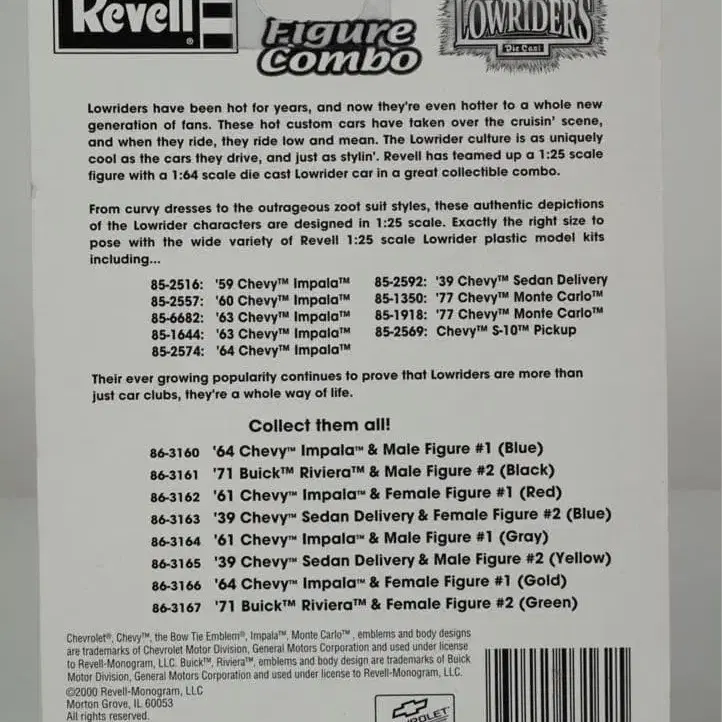 Revell®
Figure
Combo
LOWRIDERS
Die Cast
Lowriders have been hot for years, and now they're even hotter to a whole new
generation of fans. These hot custom cars have taken over the cruisin' scene,
and when they ride, they ride low and mean. The Lowrider culture is as uniquely
cool as the cars they drive, and just as stylin'. Revell has teamed up a 1:25 scale
figure with a 1:64 scale die cast Lowrider car in a great collectible combo.
From curvy dresses to the outrageous zoot suit styles, these authentic depictions
of the Lowrider characters are designed in 1:25 scale. Exactly the right size to
pose with the wide variety of Revell 1:25 scale Lowrider plastic model kits
including...
85-2516: '59 Chevy™ Impala™
85-2557: '60 Chevy™ Impala™
85-6682: '63 Chevy™ Impala™
85-1644: '63 Chevy™ Impala™
85-2574: '64 Chevy™ Impala™
85-2592: '39 Chevy™ Sedan Delivery
85-1350: '77 Chevy™ Monte Carlo™
85-1918: '77 Chevy™ Monte Carlo™
85-2569: Chevy™ S-10™ Pickup
Their ever growing popularity continues to prove that Lowriders are more than
just car clubs, they're a whole way of life.
Collect them all!
86-3160 '64 Chevy™ Impala™ & Male Figure #1 (Blue)
86-3161 '71 Buick™ Riviera™ & Male Figure #2 (Black)
86-3162 '61 Chevy™ Impala™ & Female Figure #1 (Red)
86-3163 '39 Chevy™ Sedan Delivery & Female Figure #2 (Blue)
86-3164 '61 Chevy™ Impala™ & Male Figure #1 (Gray)
86-3165 '39 Chevy™ Sedan Delivery & Male Figure #2 (Yellow)
86-3166 '64 Chevy™ Impala™ & Female Figure #1 (Gold)
86-3167 '71 Buick™ Riviera™ & Female Figure #2 (Green)
Chevrolet®, Chevy™, the Bow Tie Emblem®, Impala™, Monte Carlo™, emblems and body designs
are trademarks of Chevrolet Motor Division, General Motors Corporation and used under license
to Revell-Monogram, LLC. Buick™, Riviera™, emblems and body design are trademarks of Buick
Motor Division, General Motors Corporation and used under license to Revell-Monogram, LLC.
©2000 Revell-Monogram, LLC
Morton Grove, IL 60053
All rights reserved.